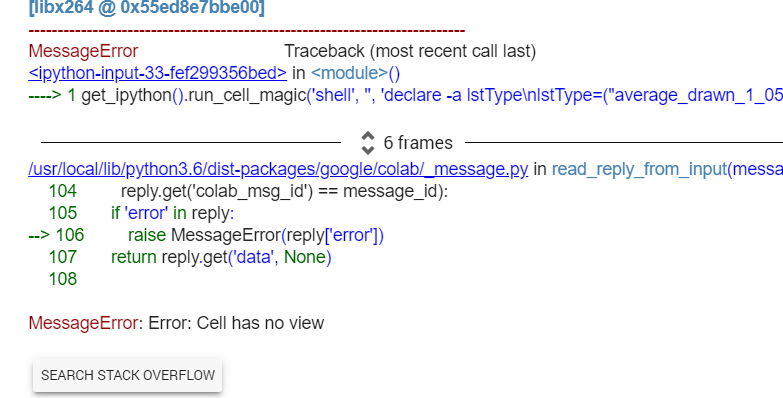 [libx264 @ 0x55ed8e7bbe00]
---------------------------------------------------------------------------
MessageError Traceback (most recent call last)
<ipython-input-33-fef299356bed> in <module>()
----> 1 get_ipython().run_cell_magic('shell', '', 'declare -a lstType\nlstType=("average_drawn_1_05
6 frames
/usr/local/lib/python3.6/dist-packages/google/colab/_message.py in read_reply_from_input(messa
104 reply.get('colab_msg_id') == message_id):
105 if 'error' in reply:
--> 106 raise MessageError(reply['error'])
107 return reply.get('data', None)
108
MessageError: Error: Cell has no view
SEARCH STACK OVERFLOW